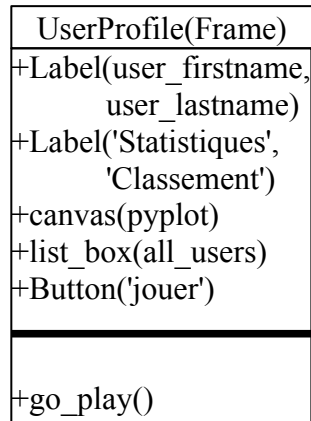 UserProfile(Frame)
+Label(user_firstname,
user_lastname)
+Label('Statistiques',
'Classement')
+canvas(pyplot)
+list_box(all_users)
+Button('jouer')
+go_play()